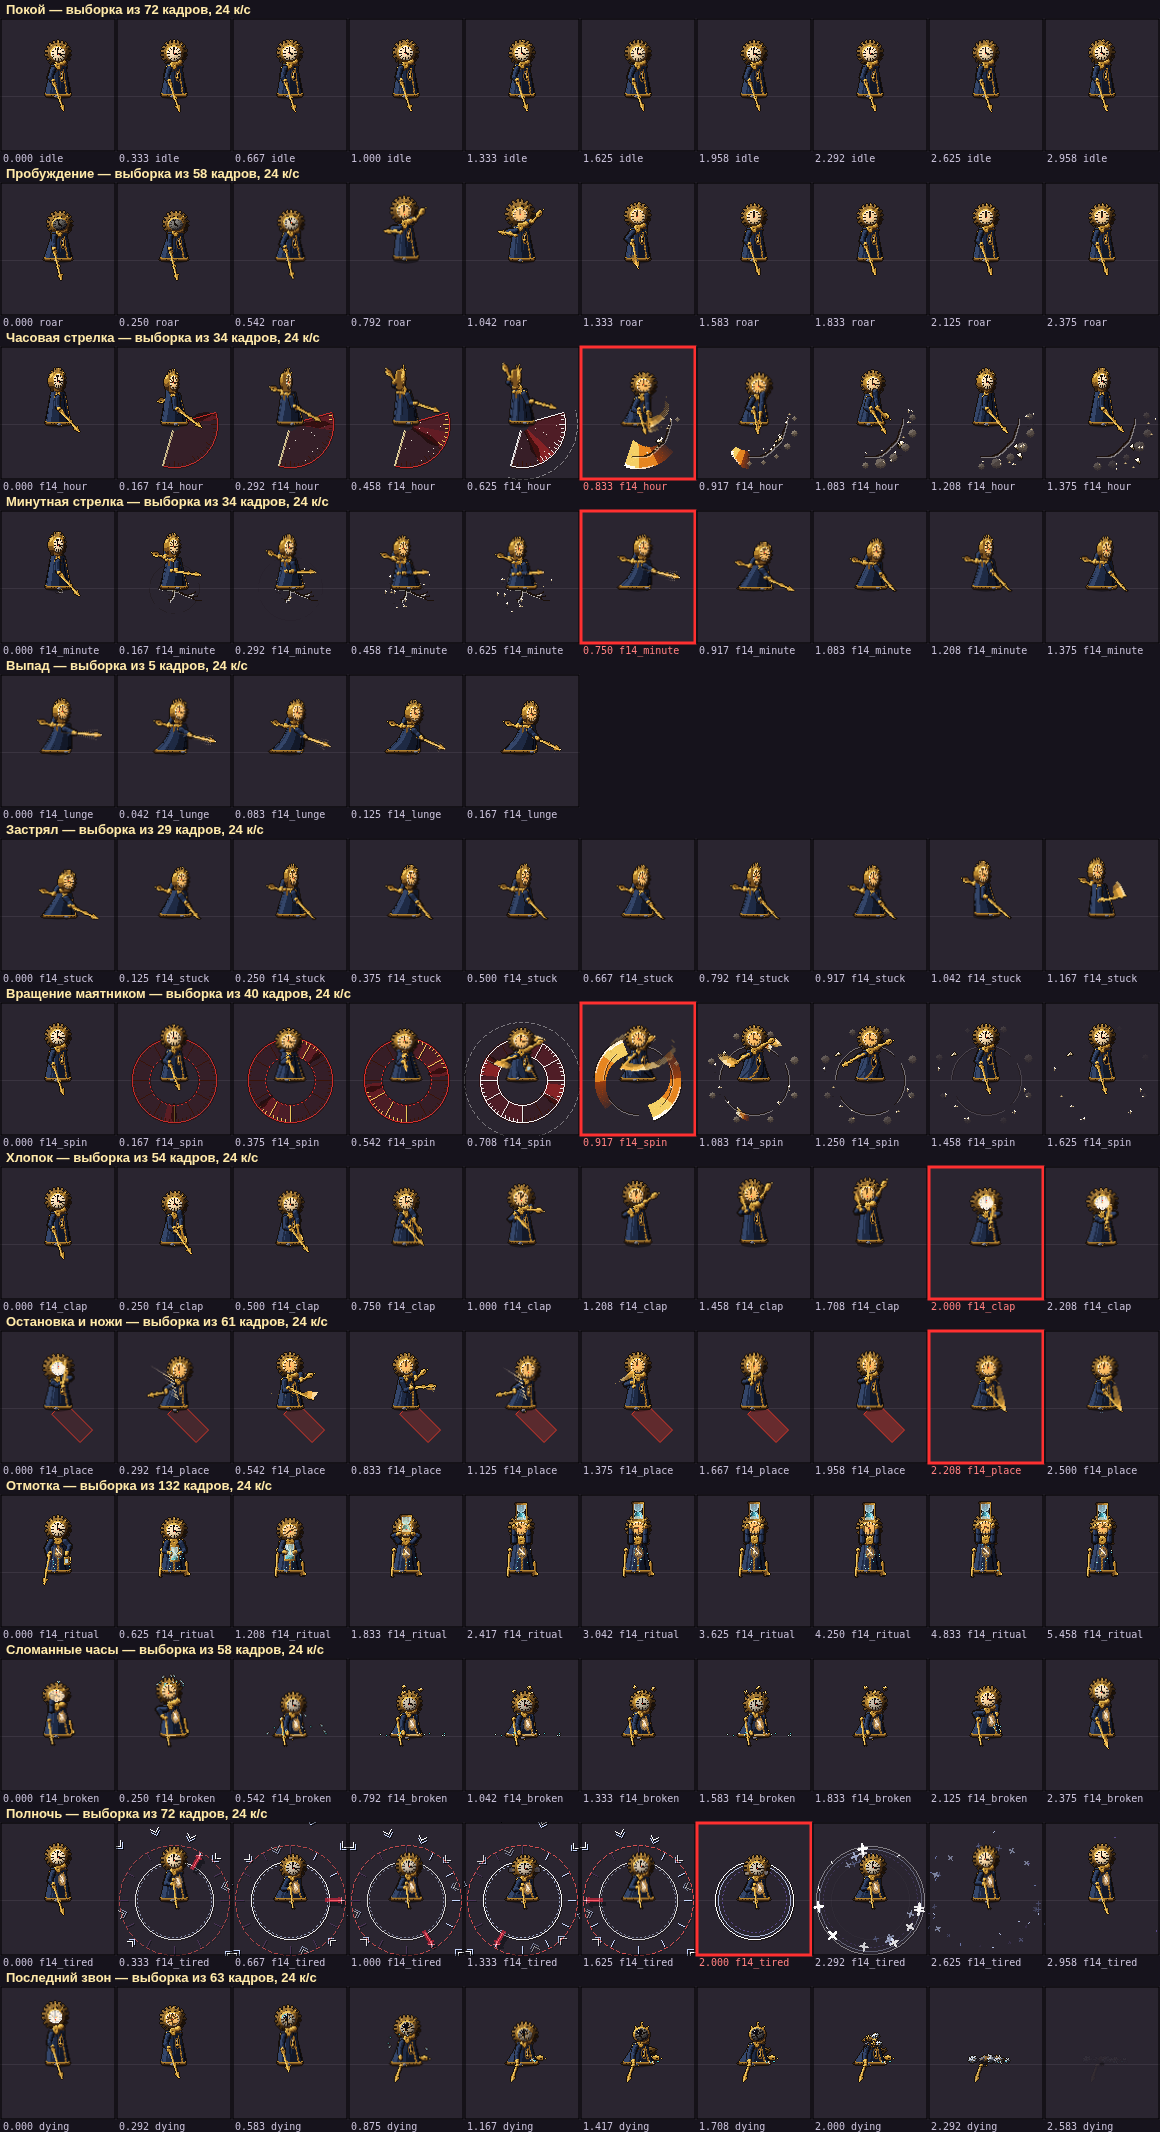 Покой — выборка из 72 кадров, 24 к/с
0.000 idle 0.333 idle 0.667 idle 1.000 idle 1.333 idle 1.625 idle 1.958 idle 2.292 idle 2.625 idle 2.958 idle
Пробуждение — выборка из 58 кадров, 24 к/с
0.000 roar 0.250 roar 0.542 roar 0.792 roar 1.042 roar 1.333 roar 1.583 roar 1.833 roar 2.125 roar 2.375 roar
Часовая стрелка — выборка из 34 кадров, 24 к/с
0.000 f14_hour 0.167 f14_hour 0.292 f14_hour 0.458 f14_hour 0.625 f14_hour 0.833 f14_hour 0.917 f14_hour 1.083 f14_hour 1.208 f14_hour 1.375 f14_hour
Минутная стрелка — выборка из 34 кадров, 24 к/с
0.000 f14_minute 0.167 f14_minute 0.292 f14_minute 0.458 f14_minute 0.625 f14_minute 0.750 f14_minute 0.917 f14_minute 1.083 f14_minute 1.208 f14_minute 1.375 f14_minute
Выпад — выборка из 5 кадров, 24 к/с
0.000 f14_lunge 0.042 f14_lunge 0.083 f14_lunge 0.125 f14_lunge 0.167 f14_lunge
Застрял — выборка из 29 кадров, 24 к/с
0.000 f14_stuck 0.125 f14_stuck 0.250 f14_stuck 0.375 f14_stuck 0.500 f14_stuck 0.667 f14_stuck 0.792 f14_stuck 0.917 f14_stuck 1.042 f14_stuck 1.167 f14_stuck
Вращение маятником — выборка из 40 кадров, 24 к/с
0.000 f14_spin 0.167 f14_spin 0.375 f14_spin 0.542 f14_spin 0.708 f14_spin 0.917 f14_spin 1.083 f14_spin 1.250 f14_spin 1.458 f14_spin 1.625 f14_spin
Хлопок — выборка из 54 кадров, 24 к/с
0.000 f14_clap 0.250 f14_clap 0.500 f14_clap 0.750 f14_clap 1.000 f14_clap 1.208 f14_clap 1.458 f14_clap 1.708 f14_clap 2.000 f14_clap 2.208 f14_clap
Остановка и ножи — выборка из 61 кадров, 24 к/с
0.000 f14_place 0.292 f14_place 0.542 f14_place 0.833 f14_place 1.125 f14_place 1.375 f14_place 1.667 f14_place 1.958 f14_place 2.208 f14_place 2.500 f14_place
Отмотка — выборка из 132 кадров, 24 к/с
0.000 f14_ritual 0.625 f14_ritual 1.208 f14_ritual 1.833 f14_ritual 2.417 f14_ritual 3.042 f14_ritual 3.625 f14_ritual 4.250 f14_ritual 4.833 f14_ritual 5.458 f14_ritual
Сломанные часы — выборка из 58 кадров, 24 к/с
0.000 f14_broken 0.250 f14_broken 0.542 f14_broken 0.792 f14_broken 1.042 f14_broken 1.333 f14_broken 1.583 f14_broken 1.833 f14_broken 2.125 f14_broken 2.375 f14_broken
Полночь — выборка из 72 кадров, 24 к/с
0.000 f14_tired 0.333 f14_tired 0.667 f14_tired 1.000 f14_tired 1.333 f14_tired 1.625 f14_tired 2.000 f14_tired 2.292 f14_tired 2.625 f14_tired 2.958 f14_tired
Последний звон — выборка из 63 кадров, 24 к/с
0.000 dying 0.292 dying 0.583 dying 0.875 dying 1.167 dying 1.417 dying 1.708 dying 2.000 dying 2.292 dying 2.583 dying